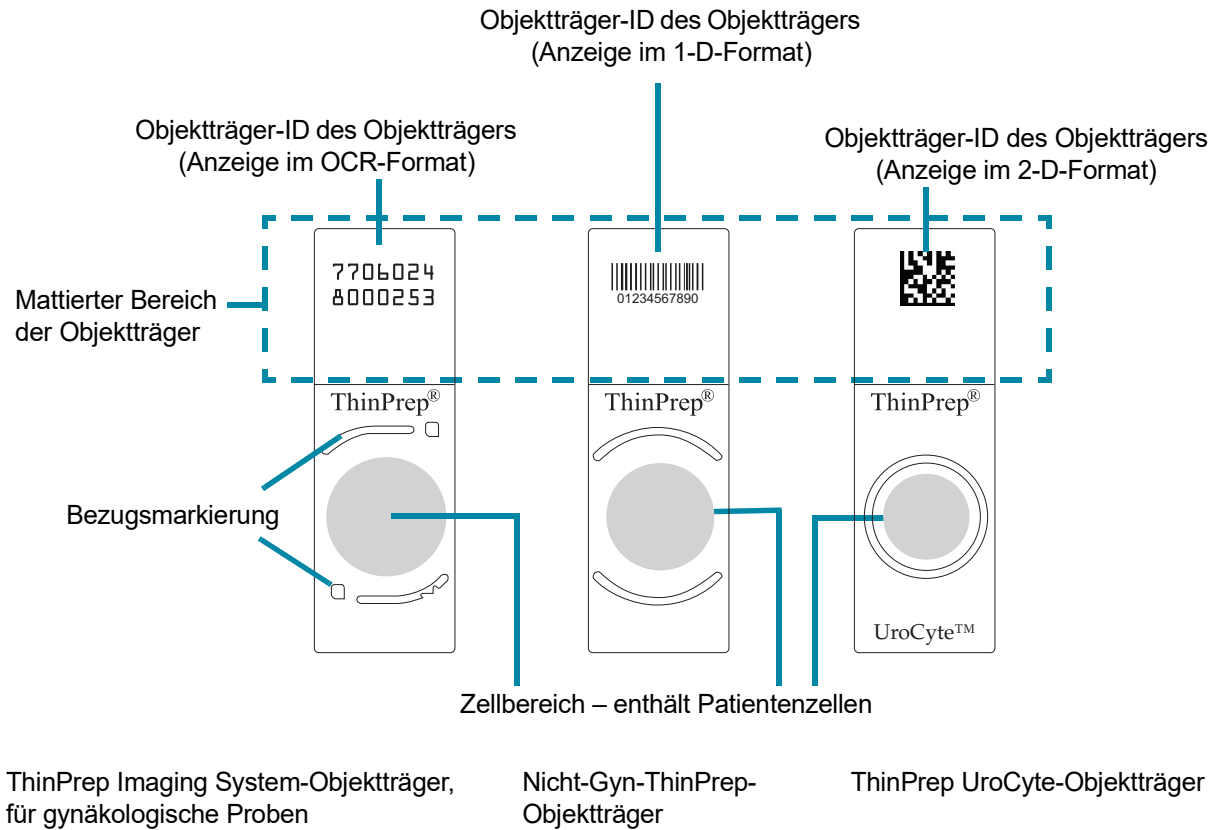 Objektträger-ID des Objektträgers
(Anzeige im 1-D-Format)
Objektträger-ID des Objektträgers
(Anzeige im OCR-Format)
Objektträger-ID des Objektträgers
(Anzeige im 2-D-Format)
Mattierter Bereich
der Objektträger
7706024
8000253
01234567890
ThinPrep®
ThinPrep®
ThinPrep®
Bezugsmarkierung
UroCyte™
Zellbereich – enthält Patientenzellen
ThinPrep Imaging System-Objektträger,
für gynäkologische Proben
Nicht-Gyn-ThinPrep-
Objektträger
ThinPrep UroCyte-Objektträger